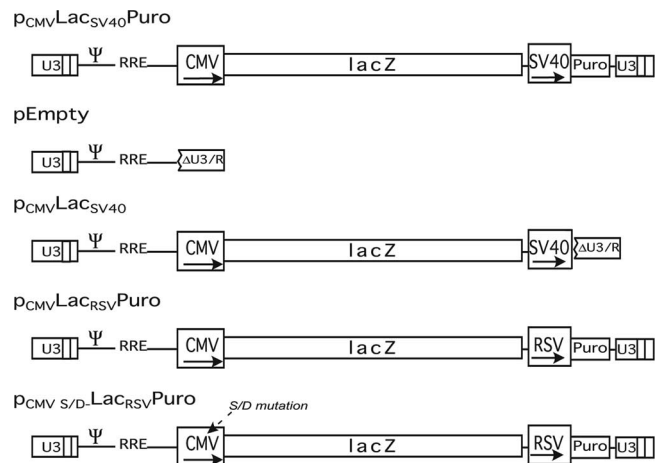 pCMVLacSV40Puro
U3 Ψ RRE CMV lacZ SV40 Puro U3
pEmpty
U3 Ψ RRE ΔU3/R
pCMVLacSV40
U3 Ψ RRE CMV lacZ SV40 ΔU3/R
pCMVLacRSVPuro
U3 Ψ RRE CMV lacZ RSV Puro U3
pCMV S/D-LacRSVPuro
S/D mutation
U3 Ψ RRE CMV lacZ RSV Puro U3